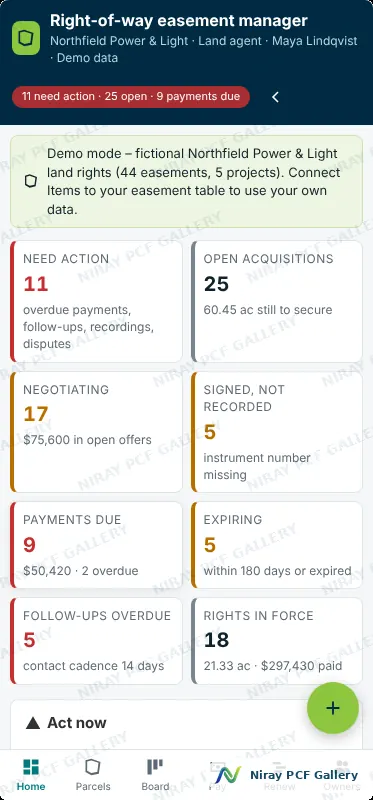 Right-of-way easement manager
Northfield Power & Light · Land agent · Maya Lindqvist
· Demo data
11 need action · 25 open · 9 payments due
Demo mode – fictional Northfield Power & Light
land rights (44 easements, 5 projects). Connect
Items to your easement table to use your own
data.
NEED ACTION
11
overdue payments,
follow-ups, recordings,
disputes
OPEN ACQUISITIONS
25
60.45 ac still to secure
NEGOTIATING
17
$75,600 in open offers
SIGNED, NOT
RECORDED
5
instrument number
missing
PAYMENTS DUE
9
$50,420 · 2 overdue
EXPIRING
5
within 180 days or expired
FOLLOW-UPS OVERDUE
5
contact cadence 14 days
RIGHTS IN FORCE
18
21.33 ac · $297,430 paid
Act now
Home
Parcels
Board
Pay
Renew
Owners
Niray PCF Gallery
NIRAY PCF GALLERY